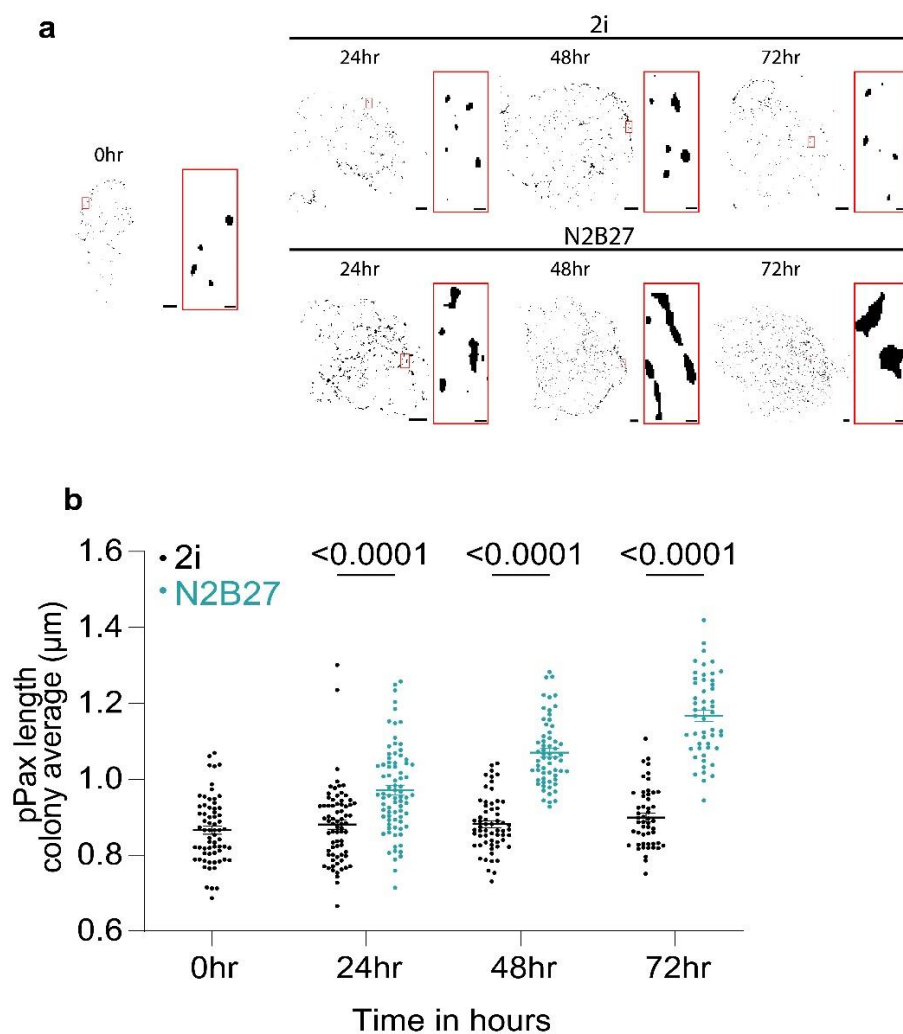 a
2i
24hr 48hr 72hr
0hr
N2B27
24hr 48hr 72hr
b
1.6
1.4
1.2
1.0
0.8
0.6
pPax length
colony average (µm)
2i
N2B27
<0.0001 <0.0001 <0.0001
0hr 24hr 48hr 72hr
Time in hours